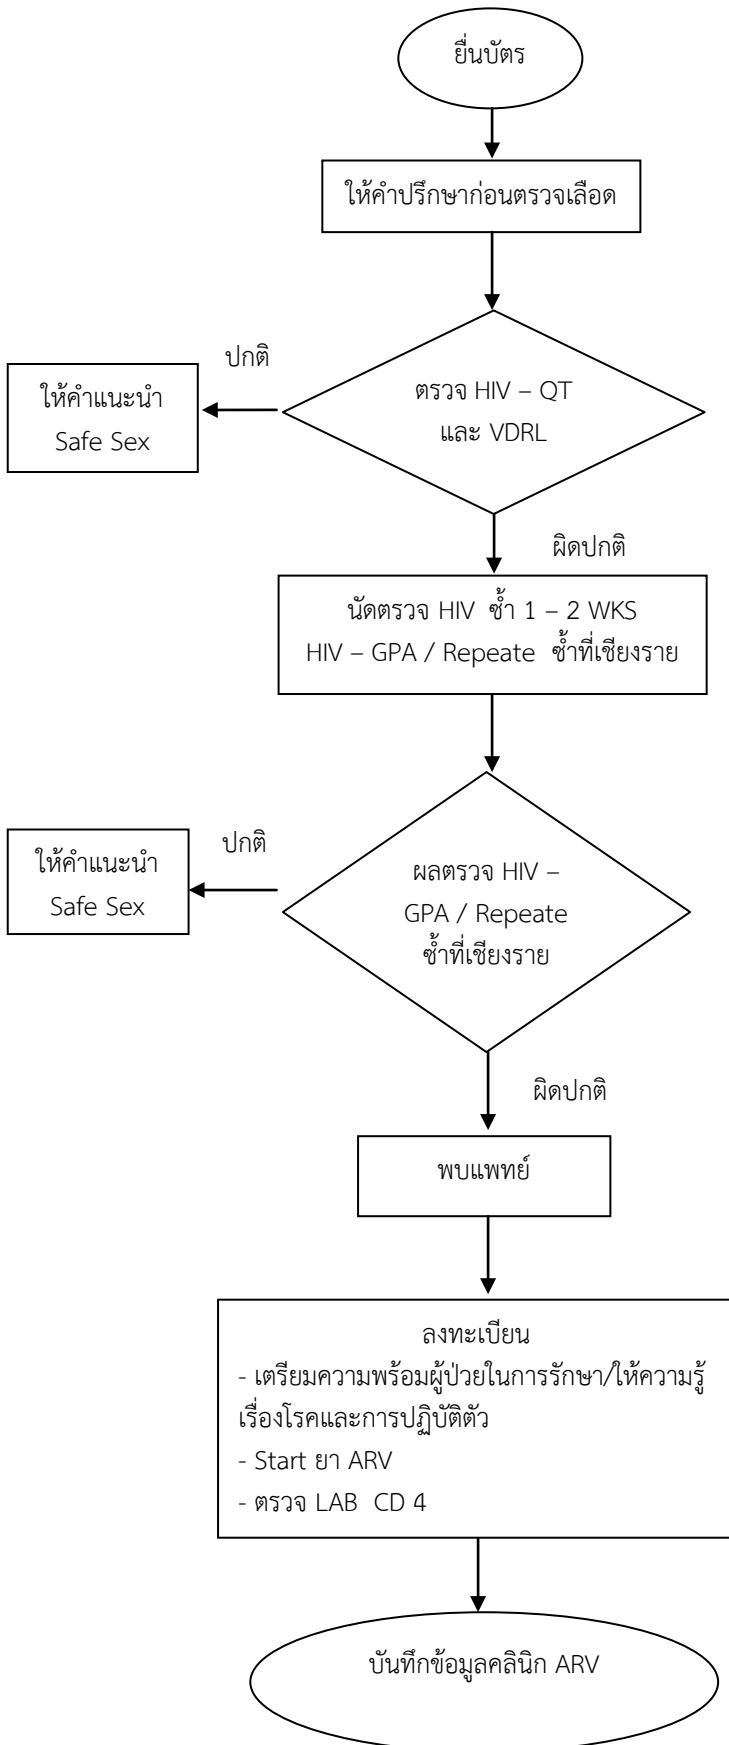 ยื่นบัตร
ให้คำปรึกษาก่อนตรวจเลือด
ปกติ
ตรวจ HIV – QT
และ VDRL
ให้คำแนะนำ
Safe Sex
ผิดปกติ
นัดตรวจ HIV ซ้ำ 1 – 2 WKS
HIV – GPA / Repeate ซ้ำที่เชียงราย
ปกติ
ให้คำแนะนำ
Safe Sex
ผลตรวจ HIV –
GPA / Repeate
ซ้ำที่เชียงราย
ผิดปกติ
พบแพทย์
ลงทะเบียน
- เตรียมความพร้อมผู้ป่วยในการรักษา/ให้ความรู้
เรื่องโรคและการปฏิบัติตัว
- Start ยา ARV
- ตรวจ LAB CD 4
บันทึกข้อมูลคลินิก ARV